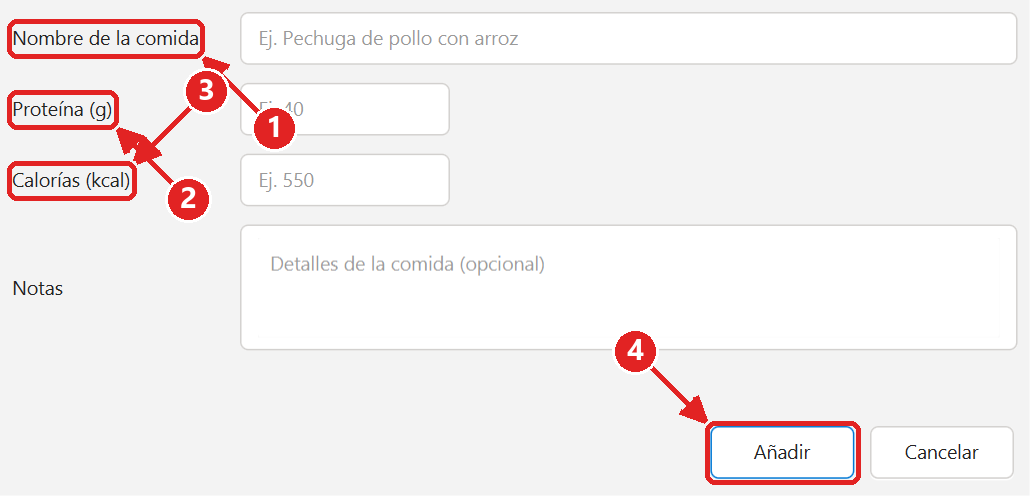 Nombre de la comida
Ej. Pechuga de pollo con arroz
3
Proteína (g)
40
1
Calorías (kcal)
Ej. 550
2
Detalles de la comida (opcional)
Notas
4
Añadir
Cancelar